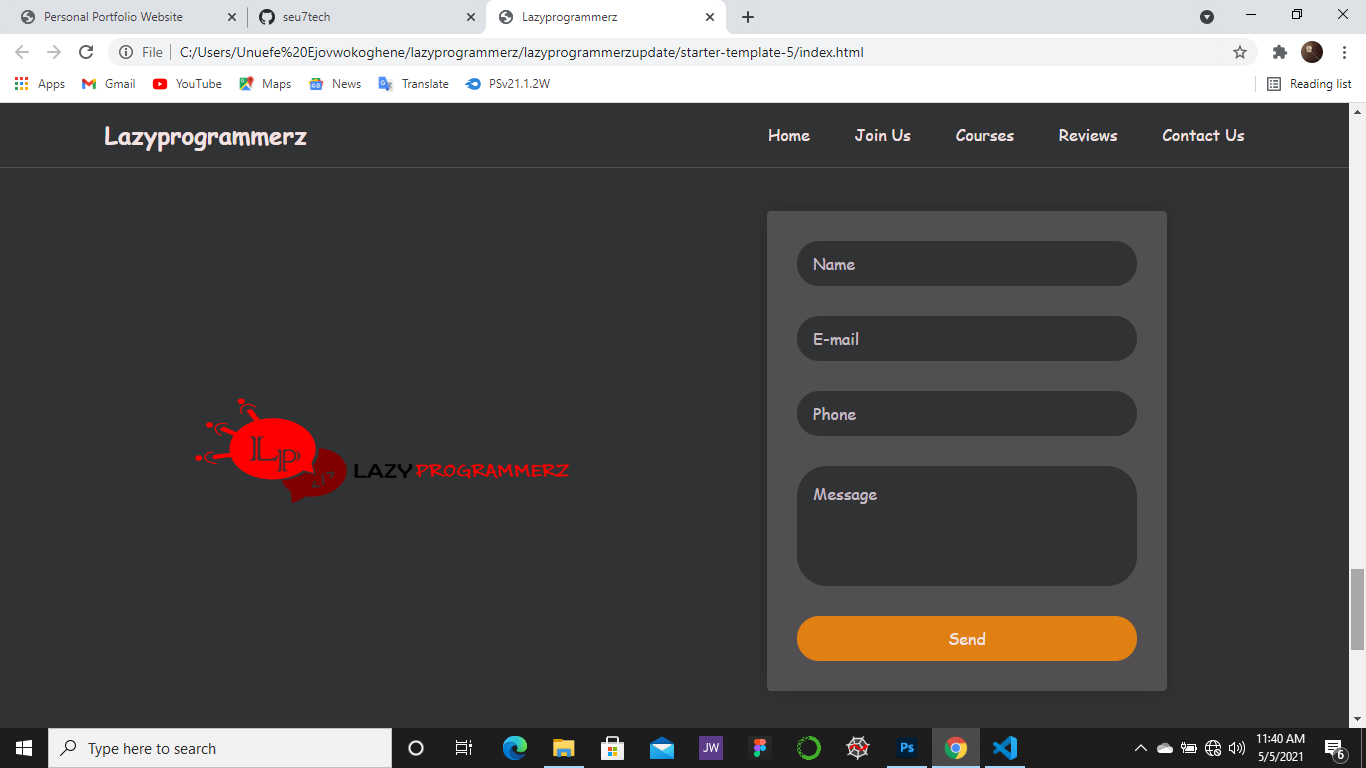 Personal Portfolio Website
seu7tech
Lazyprogrammerz
File
C:/Users/Unuefe%20Ejovwokoghene/lazyprogrammerz/lazyprogrammerzupdate/starter-template-5/index.html
Apps Gmail YouTube Maps News Translate PSv21.1.2W Reading list
Lazyprogrammerz
Home Join Us Courses Reviews Contact Us
Name
E-mail
Phone
LP
LAZY PROGRAMMERZ
Message
Send
Type here to search
JW
Ps
11:40 AM
5/5/2021
6